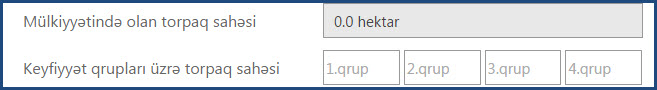 Mülkiyyətində olan torpaq sahəsi 0.0 hektar
Keyfiyyət qrupları üzrə torpaq sahəsi 1.qrup 2.qrup 3.qrup 4.qrup